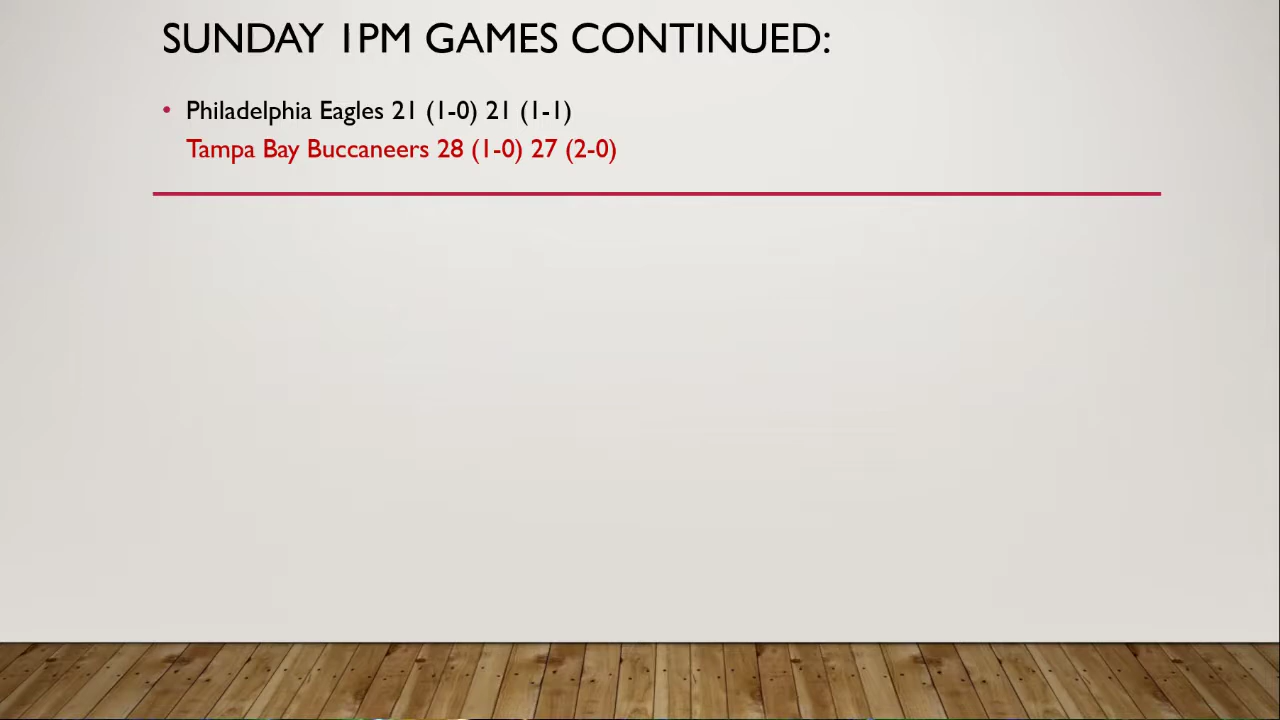 SUNDAY 1PM GAMES CONTINUED:
• Philadelphia Eagles 21 (1-0) 21 (1-1)
Tampa Bay Buccaneers 28 (1-0) 27 (2-0)